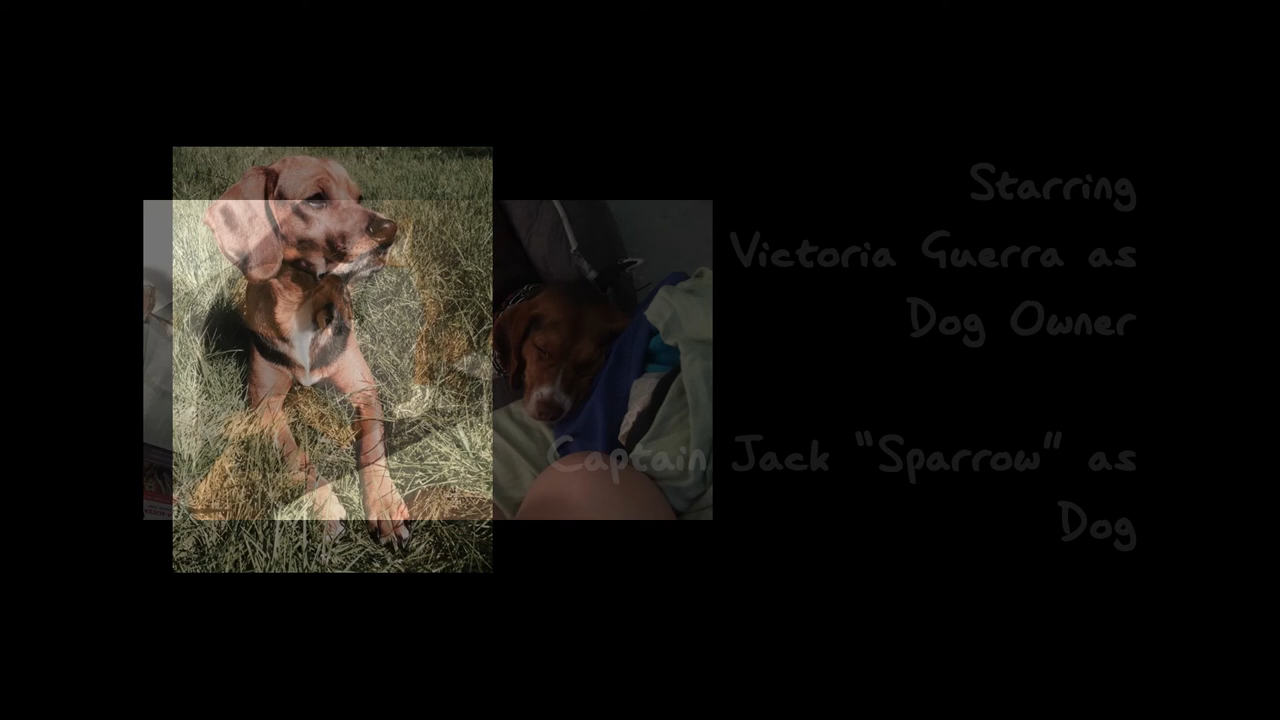 Starring
Victoria Guerra as
Dog Owner
Captain Jack "Sparrow" as
Dog